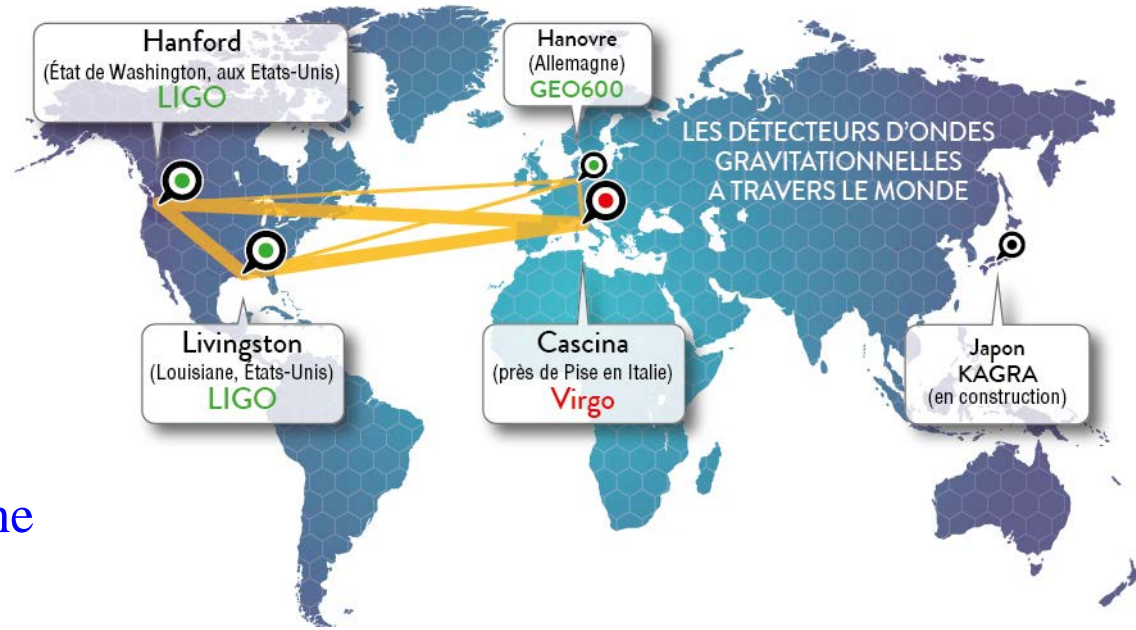 Hanford
(État de Washington, aux Etats-Unis)
LIGO
Hanovre
(Allemagne)
GEO600
LES DÉTECTEURS D'ONDES
GRAVITATIONNELLES
A TRAVERS LE MONDE
Livingston
(Louisiane, États-Unis)
LIGO
Cascina
(près de Pise en Italie)
Virgo
Japon
KAGRA
(en construction)
ne